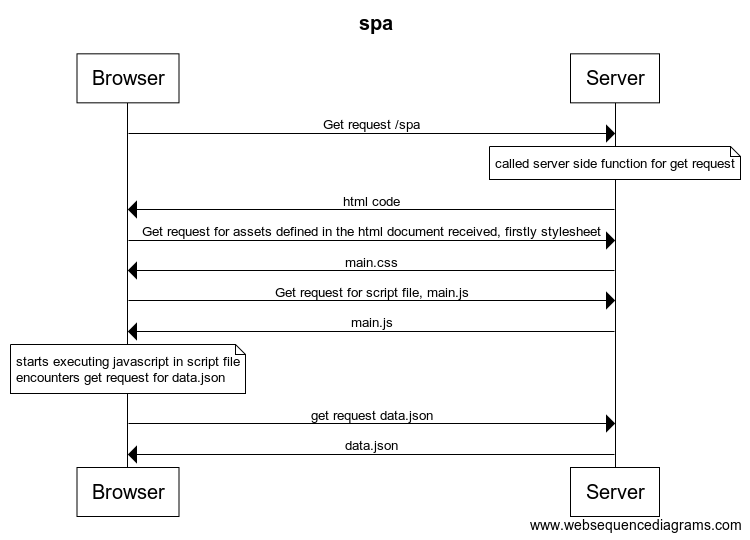 spa
Browser
Server
Get request /spa
called server side function for get request
html code
Get request for assets defined in the html document received, firstly stylesheet
main.css
Get request for script file, main.js
main.js
starts executing javascript in script file
encounters get request for data.json
get request data.json
data.json
Browser
Server
www.websequencediagrams.com